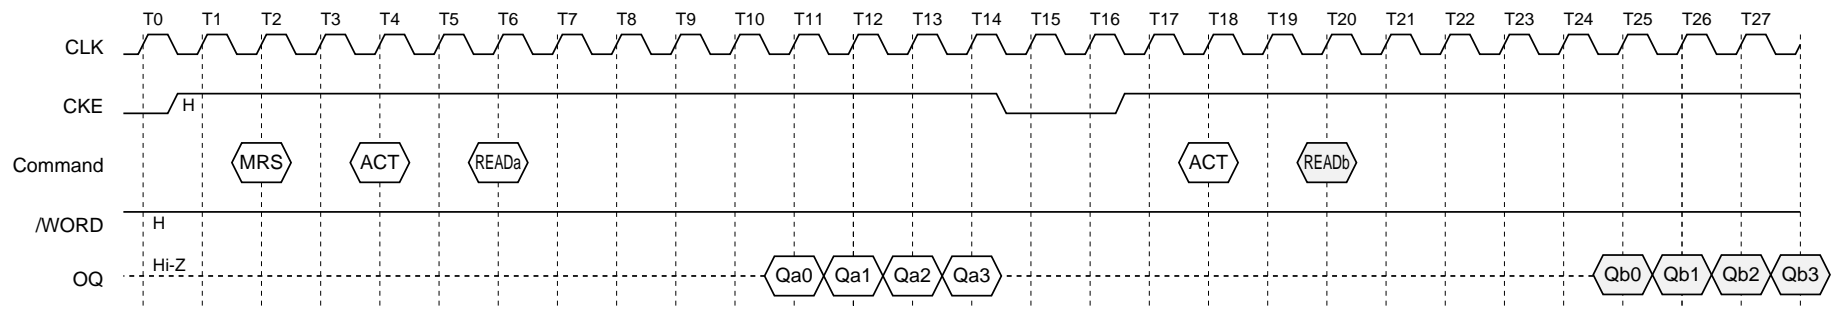 T0 T1 T2 T3 T4 T5 T6 T7 T8 T9 T10 T11 T12 T13 T14 T15 T16 T17 T18 T19 T20 T21 T22 T23 T24 T25 T26 T27
CLK
CKE H
Command MRS ACT READa ACT READb
/WORD H
OQ Hi-Z Qa0 Qa1 Qa2 Qa3 Qb0 Qb1 Qb2 Qb3